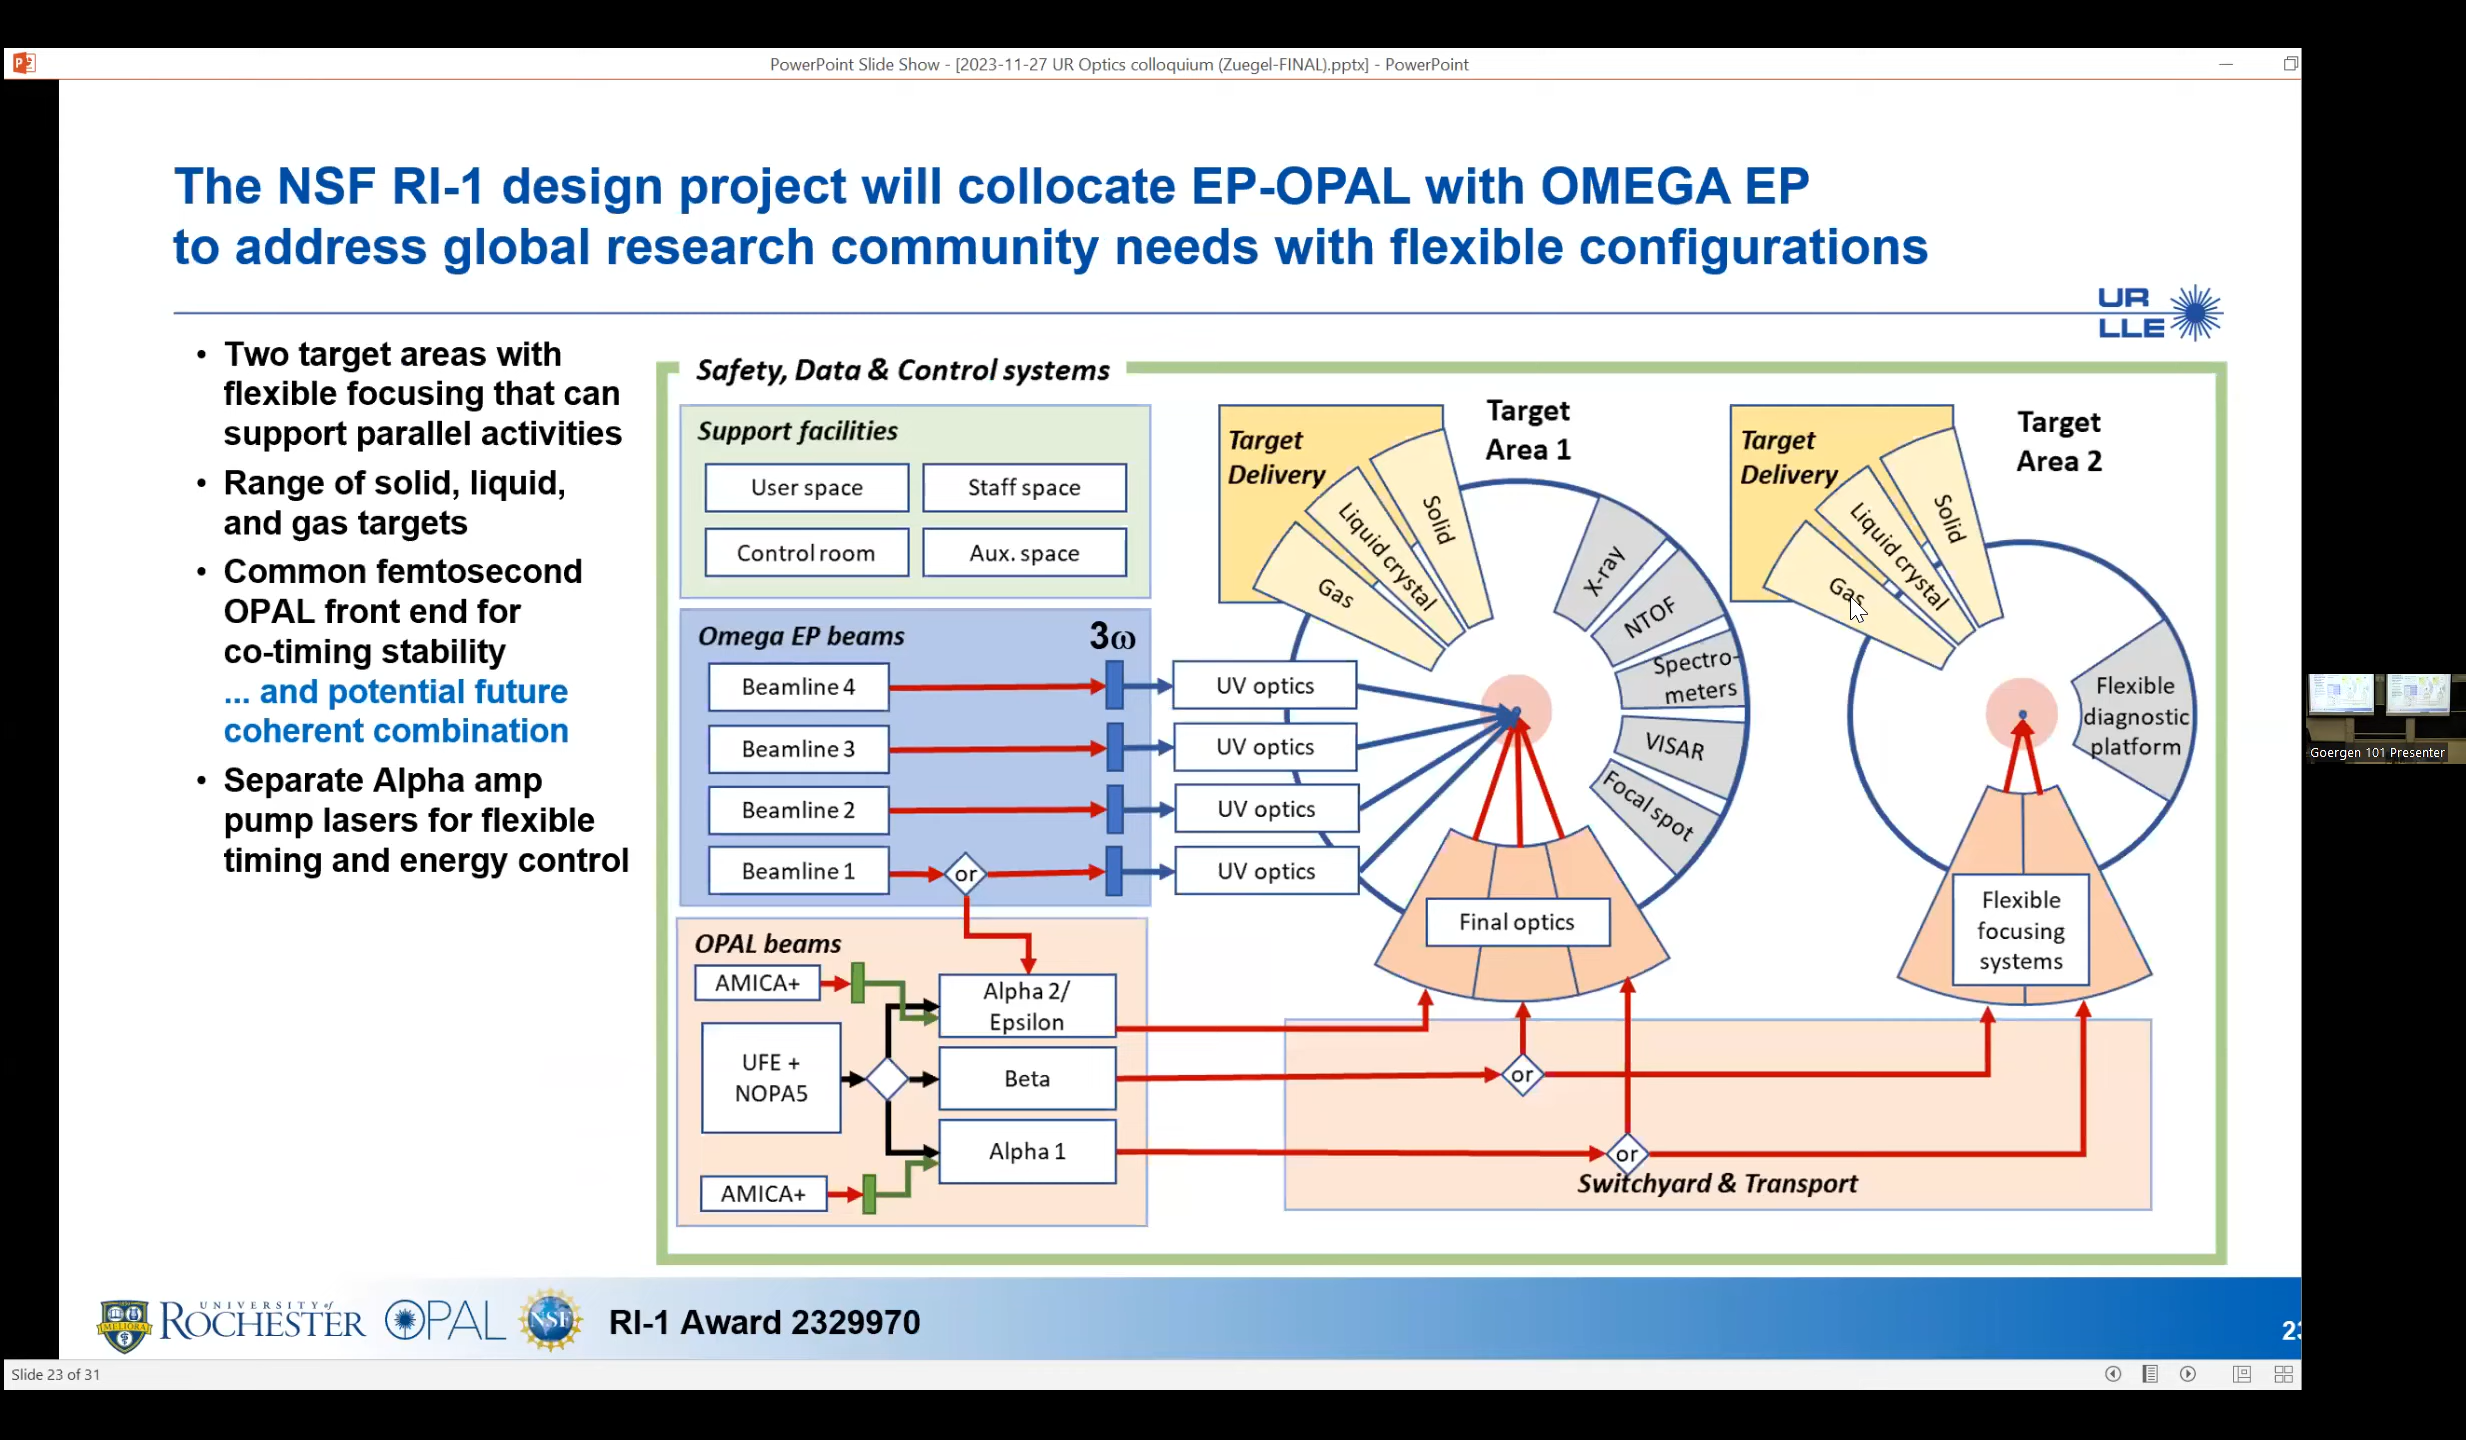 PowerPoint Slide Show - [2023-11-27 UR Optics colloquium (Zuegel-FINAL).pptx] - PowerPoint
The NSF RI-1 design project will collocate EP-OPAL with OMEGA EP
to address global research community needs with flexible configurations
UR
LLE
• Two target areas with
flexible focusing that can
support parallel activities
• Range of solid, liquid,
and gas targets
• Common femtosecond
OPAL front end for
co-timing stability
... and potential future
coherent combination
• Separate Alpha amp
pump lasers for flexible
timing and energy control
Safety, Data & Control systems
Support facilities
User space
Staff space
Control room
Aux. space
Omega EP beams
3ω
Beamline 4
Beamline 3
Beamline 2
Beamline 1
or
UV optics
UV optics
UV optics
UV optics
OPAL beams
AMICA+
UFE +
NOPA5
AMICA+
Alpha 2/
Epsilon
Beta
Alpha 1
Target
Delivery
Gas
Liquid crystal
Solid
Target
Area 1
X-ray
NTOF
Spectro-
meters
VISAR
Focal spot
Final optics
Target
Delivery
Gas
Liquid crystal
Solid
Target
Area 2
Flexible
diagnostic
platform
Flexible
focusing
systems
or
or
Switchyard & Transport
Goergen 101 Presenter
UNIVERSITY of
ROCHESTER
MELIORA
OPAL
NSF
RI-1 Award 2329970
23
Slide 23 of 31